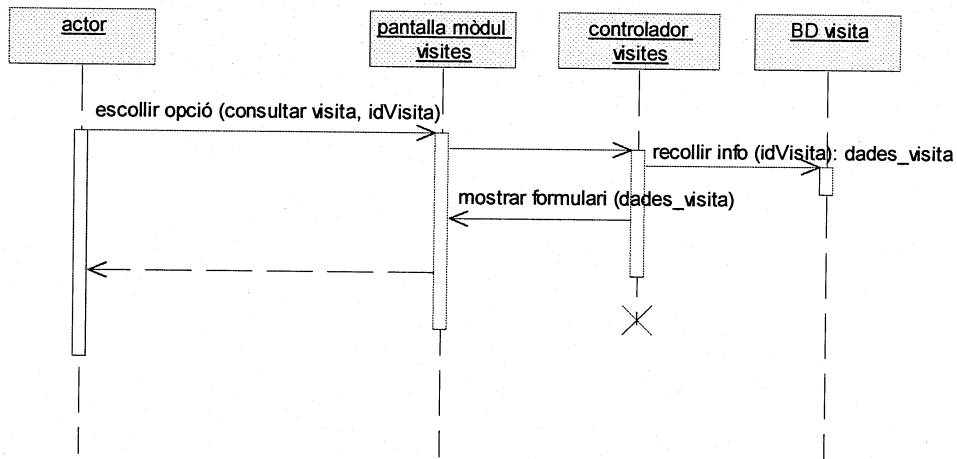 actor
pantalla mòdul
visites
controlador
visites
BD visita
escollir opció (consultar visita, idVisita)
recollir info (idVisita): dades_visita
mostrar formulari (dades_visita)